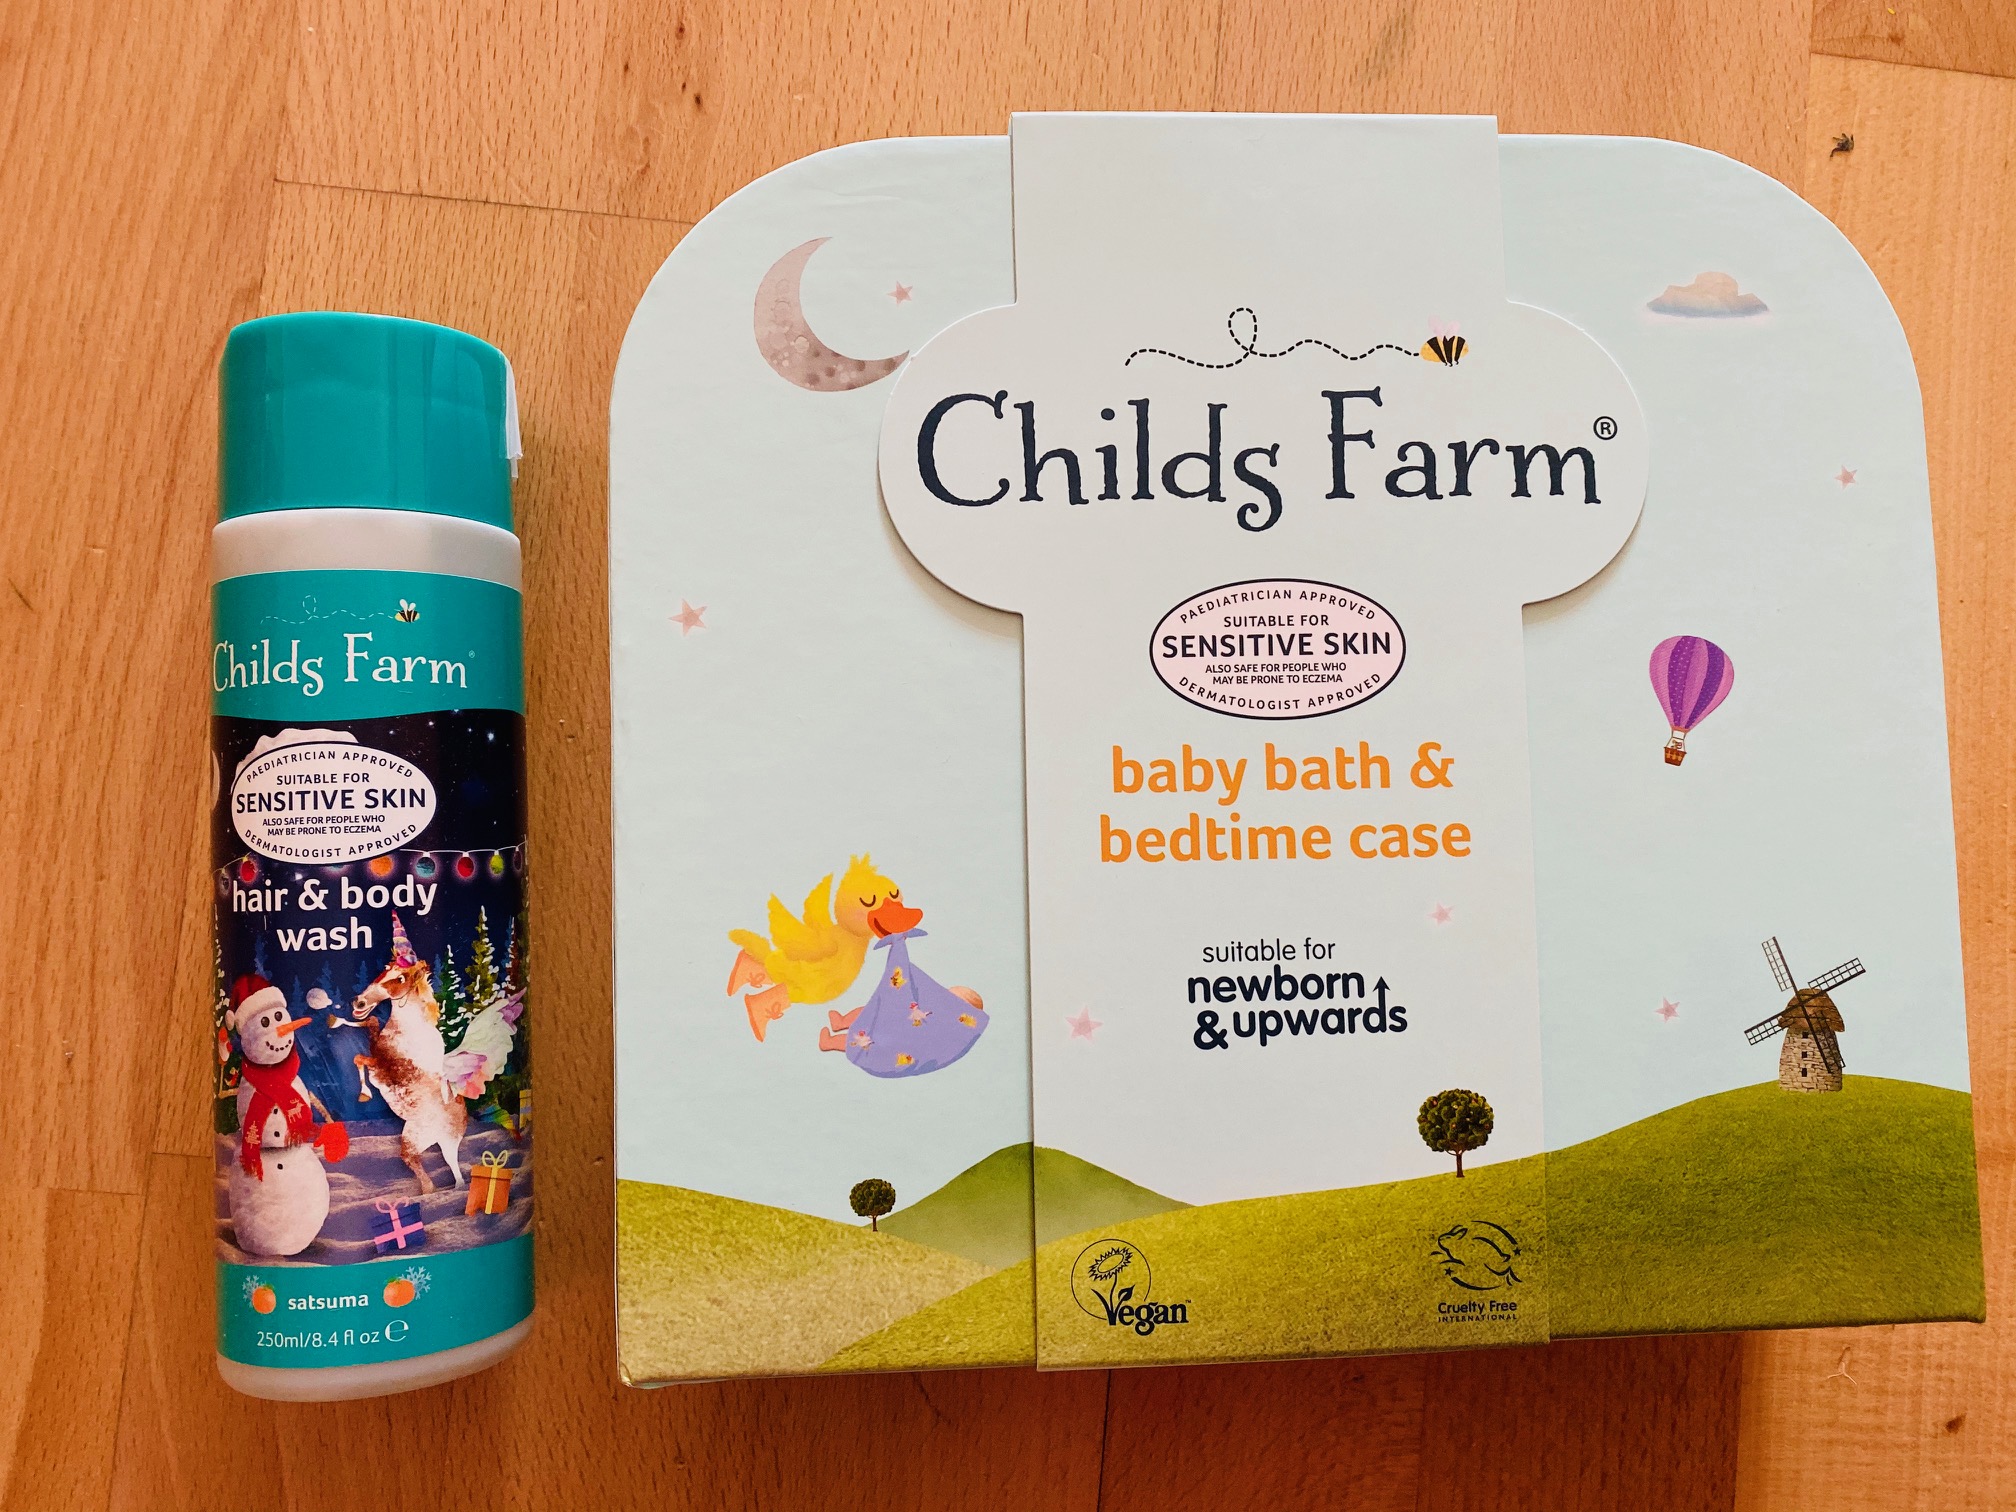 Childs Farm®
PAEDIATRICIAN APPROVED
SUITABLE FOR
SENSITIVE SKIN
ALSO SAFE FOR PEOPLE WHO
MAY BE PRONE TO ECZEMA
DERMATOLOGIST APPROVED
hair & body
wash
satsuma
250ml/8.4 fl oz ℮
Childs Farm®
PAEDIATRICIAN APPROVED
SUITABLE FOR
SENSITIVE SKIN
ALSO SAFE FOR PEOPLE WHO
MAY BE PRONE TO ECZEMA
DERMATOLOGIST APPROVED
baby bath &
bedtime case
suitable for
newborn
& upwards
Vegan™
Cruelty Free
INTERNATIONAL